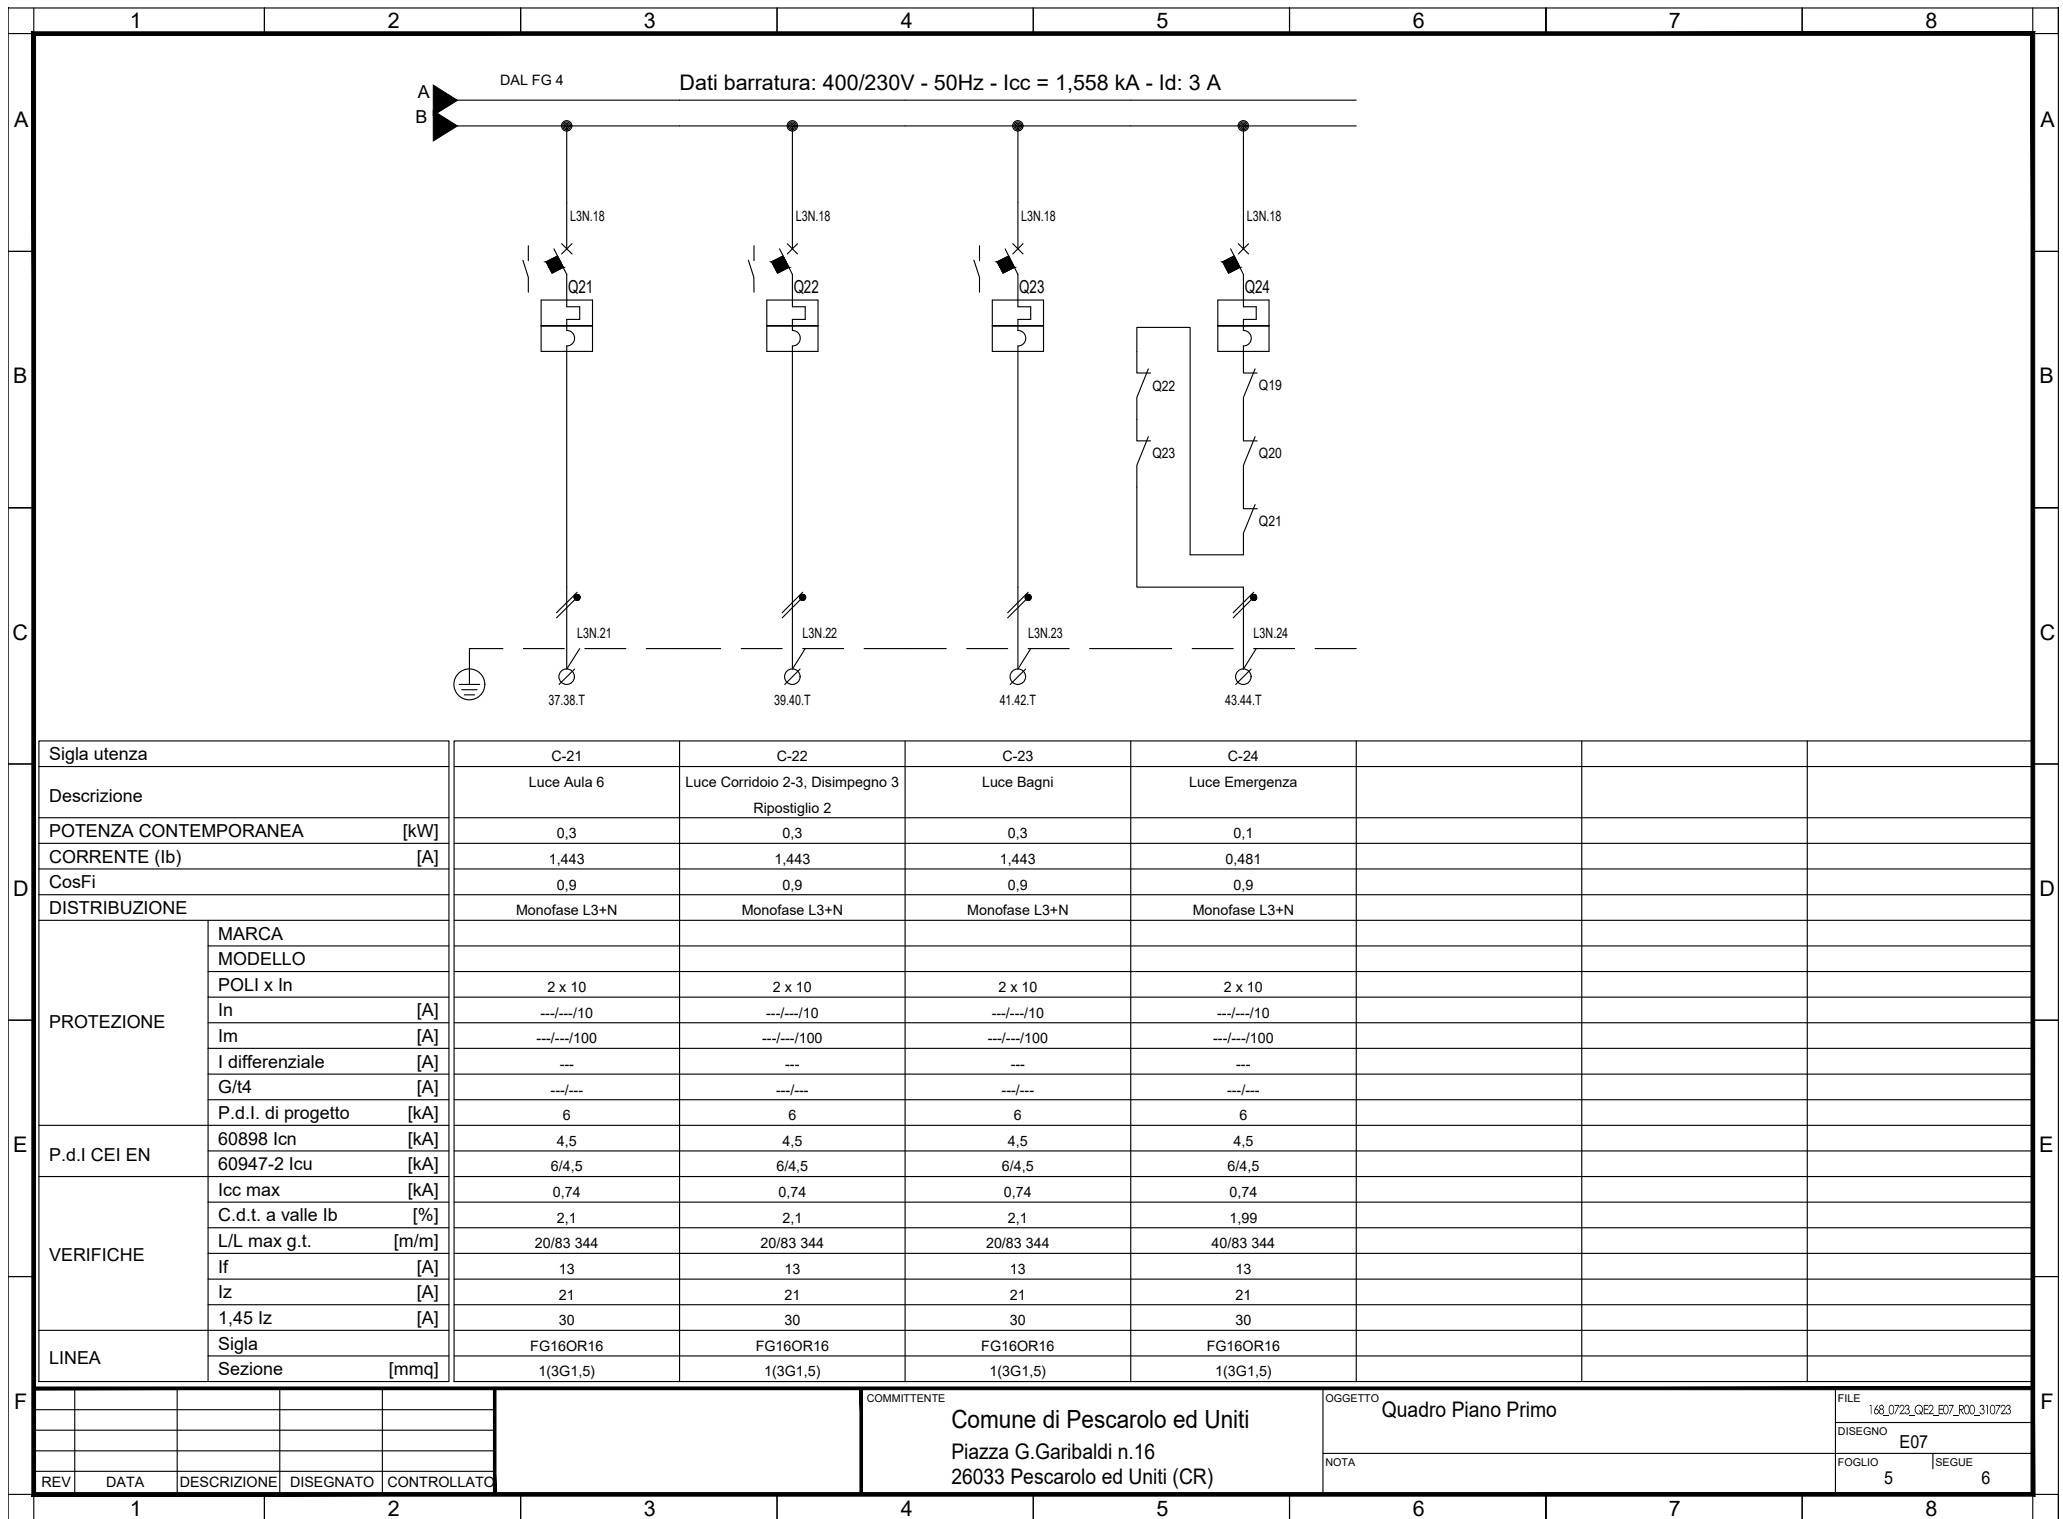 1 2 3 4 5 6 7 8
DAL FG 4 Dati barratura: 400/230V - 50Hz - Icc = 1,558 kA - Id: 3 A
A
B
A A
L3N.18 L3N.18 L3N.18 L3N.18
Q21 Q22 Q23 Q24
B Q22 Q19 B
Q23 Q20
Q21
C L3N.21 L3N.22 L3N.23 L3N.24 C
37.38.T 39.40.T 41.42.T 43.44.T
Sigla utenza C-21 C-22 C-23 C-24
Descrizione Luce Aula 6 Luce Corridoio 2-3, Disimpegno 3 Luce Bagni Luce Emergenza
Ripostiglio 2
POTENZA CONTEMPORANEA [kW] 0,3 0,3 0,3 0,1
CORRENTE (Ib) [A] 1,443 1,443 1,443 0,481
D CosFi 0,9 0,9 0,9 0,9 D
DISTRIBUZIONE Monofase L3+N Monofase L3+N Monofase L3+N Monofase L3+N
PROTEZIONE
MARCA
MODELLO
POLI x In 2 x 10 2 x 10 2 x 10 2 x 10
In [A] ---/---/10 ---/---/10 ---/---/10 ---/---/10
Im [A] ---/---/100 ---/---/100 ---/---/100 ---/---/100
I differenziale [A] --- --- --- ---
G/t4 [A] ---/--- ---/--- ---/--- ---/---
P.d.I. di progetto [kA] 6 6 6 6
E P.d.I CEI EN E
60898 Icn [kA] 4,5 4,5 4,5 4,5
60947-2 Icu [kA] 6/4,5 6/4,5 6/4,5 6/4,5
VERIFICHE
Icc max [kA] 0,74 0,74 0,74 0,74
C.d.t. a valle Ib [%] 2,1 2,1 2,1 1,99
L/L max g.t. [m/m] 20/83 344 20/83 344 20/83 344 40/83 344
If [A] 13 13 13 13
Iz [A] 21 21 21 21
1,45 Iz [A] 30 30 30 30
LINEA
Sigla FG16OR16 FG16OR16 FG16OR16 FG16OR16
Sezione [mmq] 1(3G1,5) 1(3G1,5) 1(3G1,5) 1(3G1,5)
F F
REV DATA DESCRIZIONE DISEGNATO CONTROLLATO
COMMITTENTE
Comune di Pescarolo ed Uniti
Piazza G.Garibaldi n.16
26033 Pescarolo ed Uniti (CR)
OGGETTO Quadro Piano Primo
NOTA
FILE 168_0723_QE2_E07_R00_310723
DISEGNO E07
FOGLIO 5 SEGUE 6
1 2 3 4 5 6 7 8